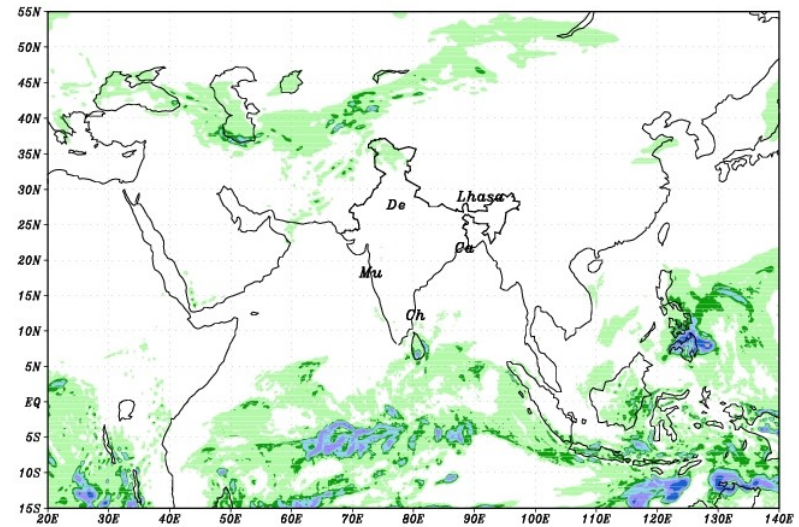 55N
50N
45N
40N
35N
30N
Lhasa
De
25N
Ca
20N
Mu
15N
Ch
10N
5N
EQ
5S
10S
15S
20E 30E 40E 50E 60E 70E 80E 90E 100E 110E 120E 130E 140E